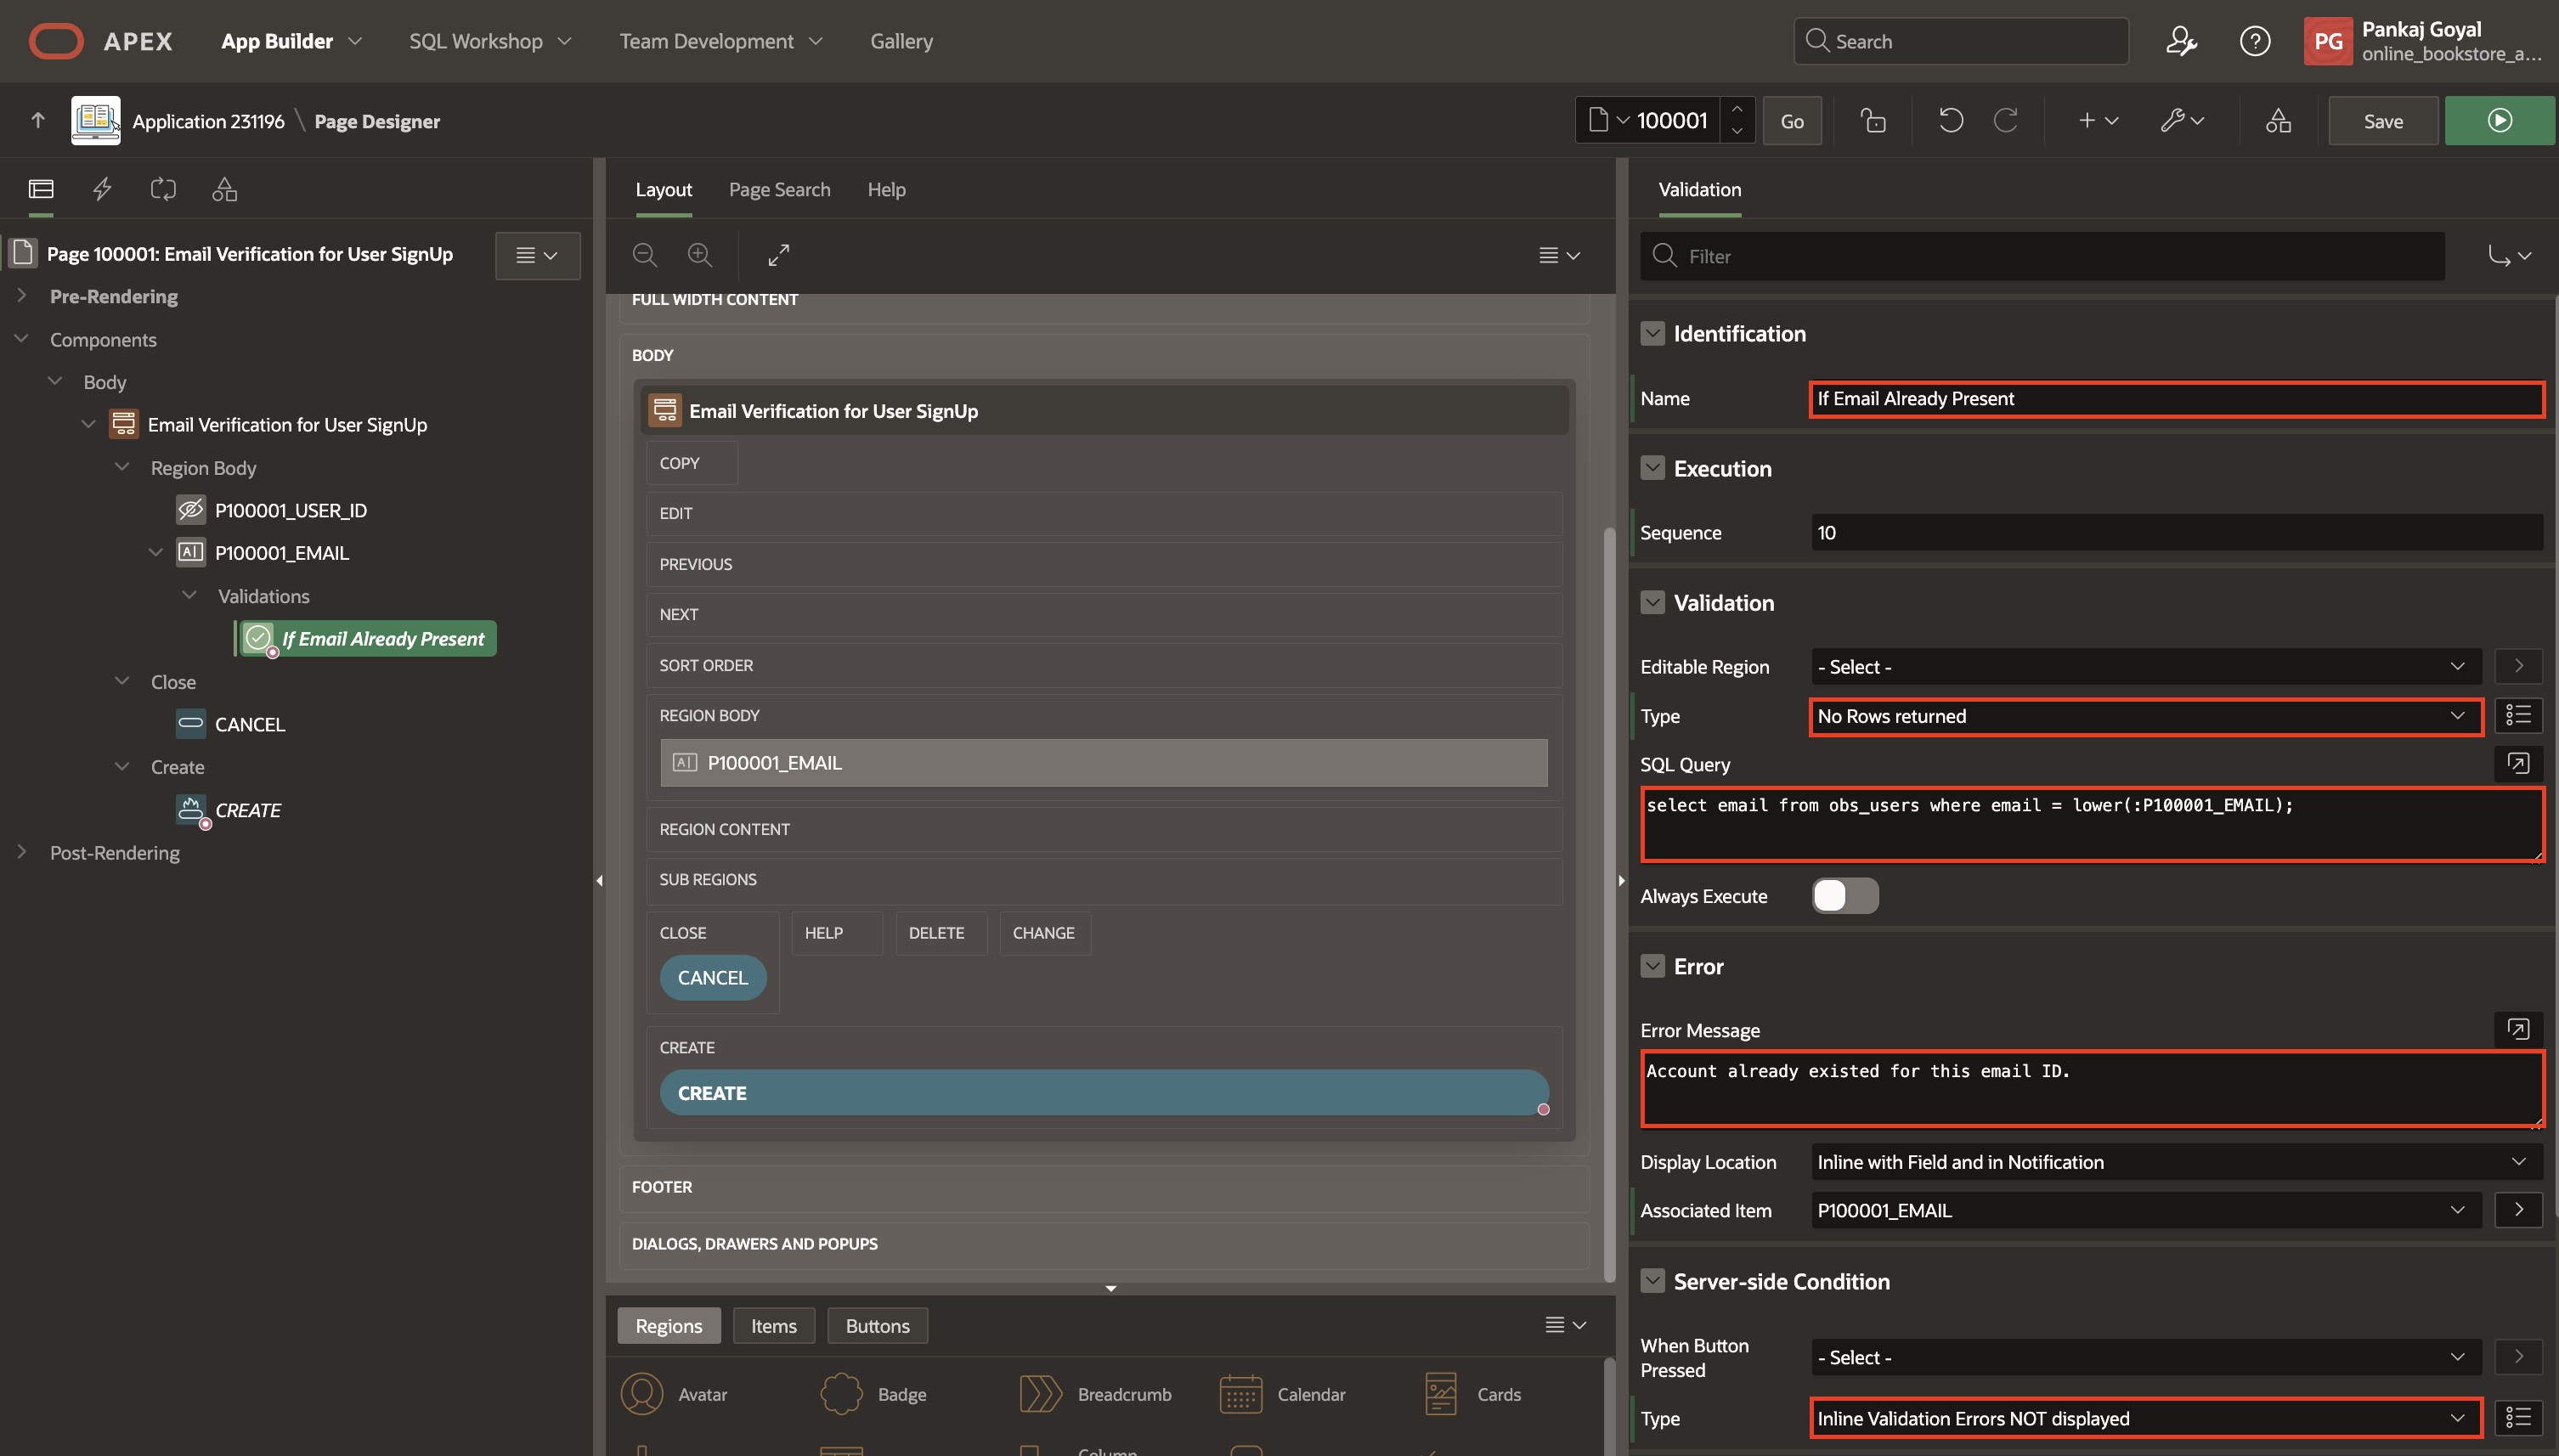 APEX
App Builder
SQL Workshop
Team Development
Gallery
Search
PG
Pankaj Goyal
online_bookstore_a...
Application 231196 \ Page Designer
100001
Go
Save
Page 100001: Email Verification for User SignUp
Pre-Rendering
Components
Body
Email Verification for User SignUp
Region Body
P100001_USER_ID
P100001_EMAIL
Validations
If Email Already Present
Close
CANCEL
Create
CREATE
Post-Rendering
Layout
Page Search
Help
FULL WIDTH CONTENT
BODY
Email Verification for User SignUp
COPY
EDIT
PREVIOUS
NEXT
SORT ORDER
REGION BODY
P100001_EMAIL
REGION CONTENT
SUB REGIONS
CLOSE
HELP
DELETE
CHANGE
CANCEL
CREATE
CREATE
FOOTER
DIALOGS, DRAWERS AND POPUPS
Regions
Items
Buttons
Avatar
Badge
Breadcrumb
Calendar
Cards
Column
Validation
Filter
Identification
Name
If Email Already Present
Execution
Sequence
10
Validation
Editable Region
- Select -
Type
No Rows returned
SQL Query
select email from obs_users where email = lower(:P100001_EMAIL);
Always Execute
Error
Error Message
Account already existed for this email ID.
Display Location
Inline with Field and in Notification
Associated Item
P100001_EMAIL
Server-side Condition
When Button
Pressed
- Select -
Type
Inline Validation Errors NOT displayed